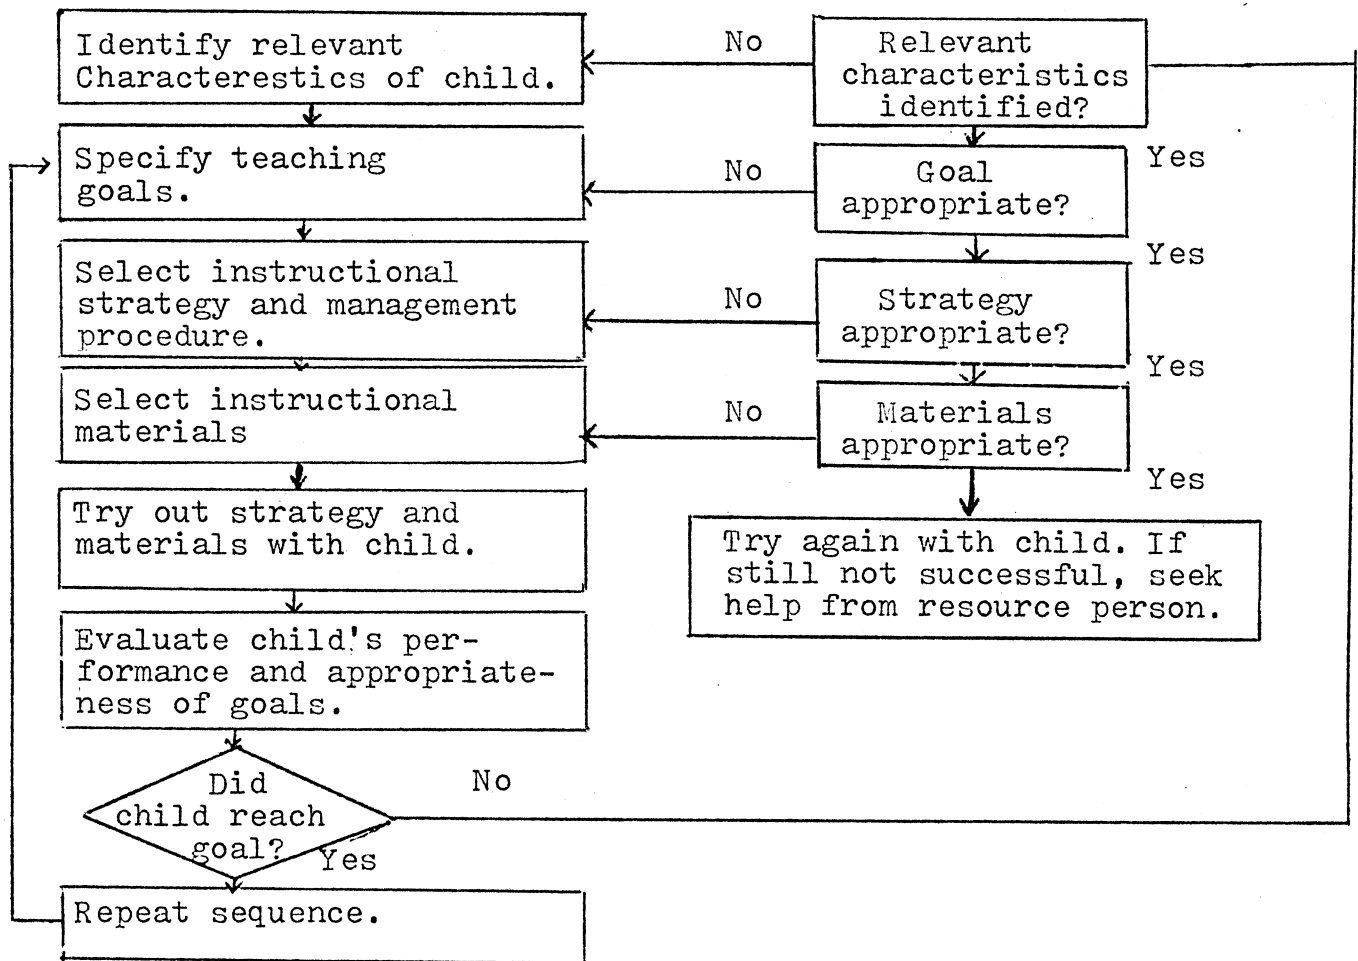 Identify relevant
Characterestics of child.
Specify teaching
goals.
Select instructional
strategy and management
procedure.
Select instructional
materials
Try out strategy and
materials with child.
Evaluate child's per-
formance and appropriate-
ness of goals.
Did
child reach
goal?
No
Yes
Repeat sequence.
No
Relevant
characteristics
identified?
Yes
No
Goal
appropriate?
Yes
No
Strategy
appropriate?
Yes
No
Materials
appropriate?
Yes
Try again with child. If
still not successful, seek
help from resource person.